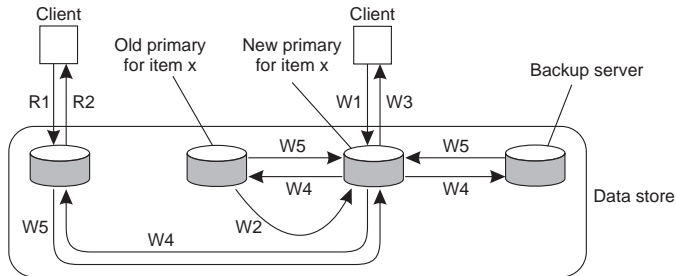 Client
Client
Old primary
for item x
New primary
for item x
Backup server
R1
R2
W1
W3
W5
W5
W4
W4
Data store
W5
W4
W2